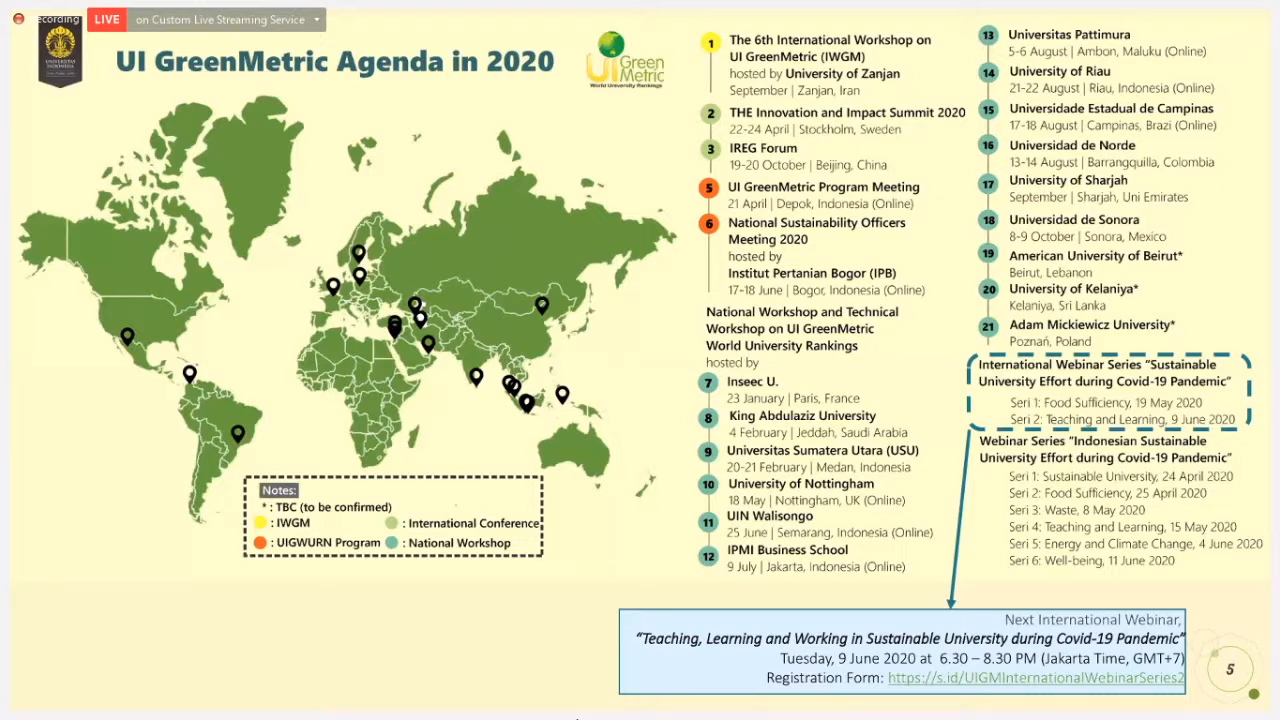 Recording
LIVE
on Custom Live Streaming Service
UI GreenMetric Agenda in 2020
UI Green
Metric
World University Rankings
UNIVERSITAS
INDONESIA
1
The 6th International Workshop on
UI GreenMetric (IWGM)
hosted by University of Zanjan
September | Zanjan, Iran
2
THE Innovation and Impact Summit 2020
22-24 April | Stockholm, Sweden
3
IREG Forum
19-20 October | Beijing, China
5
UI GreenMetric Program Meeting
21 April | Depok, Indonesia (Online)
6
National Sustainability Officers
Meeting 2020
hosted by
Institut Pertanian Bogor (IPB)
17-18 June | Bogor, Indonesia (Online)
National Workshop and Technical
Workshop on UI GreenMetric
World University Rankings
hosted by
7
Inseec U.
23 January | Paris, France
8
King Abdulaziz University
4 February | Jeddah, Saudi Arabia
9
Universitas Sumatera Utara (USU)
20-21 February | Medan, Indonesia
10
University of Nottingham
18 May | Nottingham, UK (Online)
11
UIN Walisongo
25 June | Semarang, Indonesia (Online)
12
IPMI Business School
9 July | Jakarta, Indonesia (Online)
13
Universitas Pattimura
5-6 August | Ambon, Maluku (Online)
14
University of Riau
21-22 August | Riau, Indonesia (Online)
15
Universidade Estadual de Campinas
17-18 August | Campinas, Brazi (Online)
16
Universidad de Norde
13-14 August | Barranquilla, Colombia
17
University of Sharjah
September | Sharjah, Uni Emirates
18
Universidad de Sonora
8-9 October | Sonora, Mexico
19
American University of Beirut*
Beirut, Lebanon
20
University of Kelaniya*
Kelaniya, Sri Lanka
21
Adam Mickiewicz University*
Poznań, Poland
International Webinar Series "Sustainable
University Effort during Covid-19 Pandemic"
Seri 1: Food Sufficiency, 19 May 2020
Seri 2: Teaching and Learning, 9 June 2020
Webinar Series "Indonesian Sustainable
University Effort during Covid-19 Pandemic"
Seri 1: Sustainable University, 24 April 2020
Seri 2: Food Sufficiency, 25 April 2020
Seri 3: Waste, 8 May 2020
Seri 4: Teaching and Learning, 15 May 2020
Seri 5: Energy and Climate Change, 4 June 2020
Seri 6: Well-being, 11 June 2020
Notes:
* : TBC (to be confirmed)
: IWGM
: International Conference
: UIGWURN Program
: National Workshop
Next International Webinar,
"Teaching, Learning and Working in Sustainable University during Covid-19 Pandemic"
Tuesday, 9 June 2020 at 6.30 – 8.30 PM (Jakarta Time, GMT+7)
Registration Form: https://s.id/UIGMInternationalWebinarSeries2
5